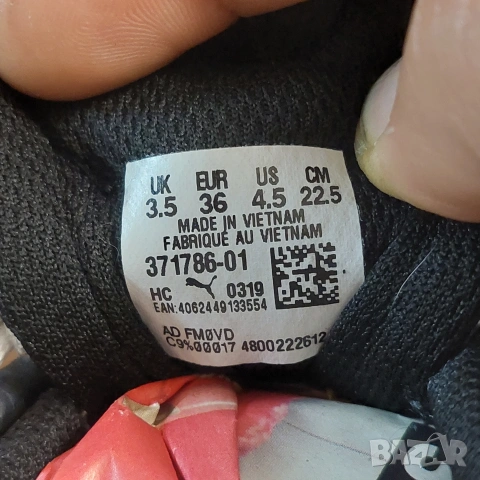 UK EUR US CM
3.5 36 4.5 22.5
MADE IN VIETNAM
FABRIQUÉ AU VIETNAM
371786-01
HC 0319
EAN:4062449133554
AD FM0VD
C9%00017 4800222612
BAZAR